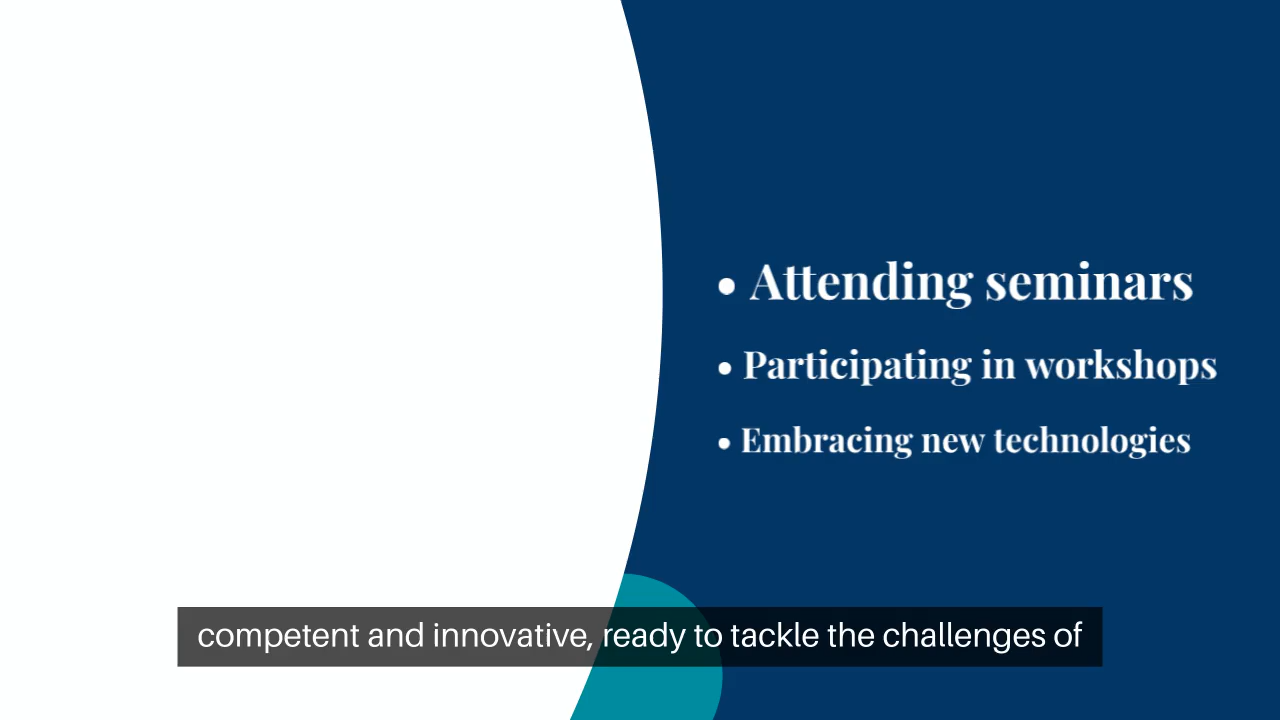 • Attending seminars
• Participating in workshops
• Embracing new technologies
competent and innovative, ready to tackle the challenges of